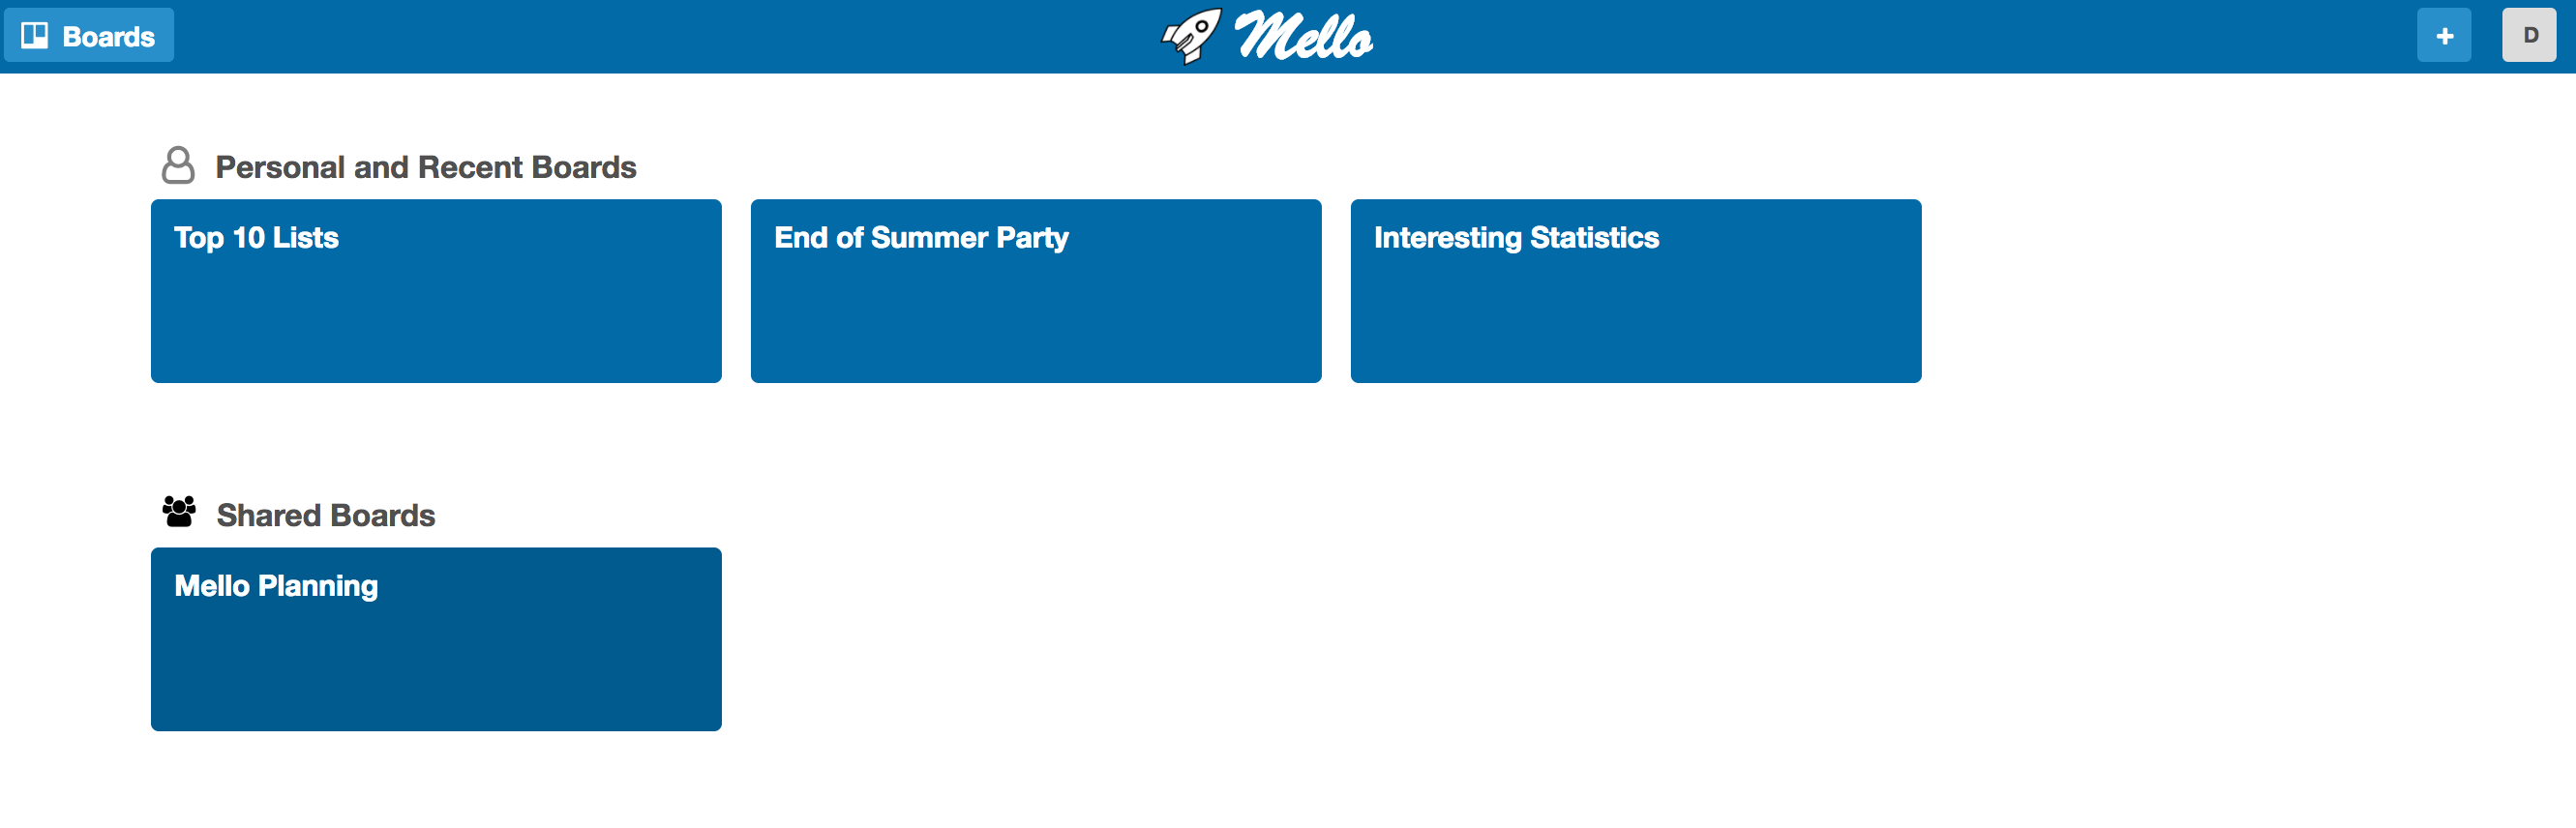 Boards
Mello
+
D
Personal and Recent Boards
Top 10 Lists
End of Summer Party
Interesting Statistics
Shared Boards
Mello Planning